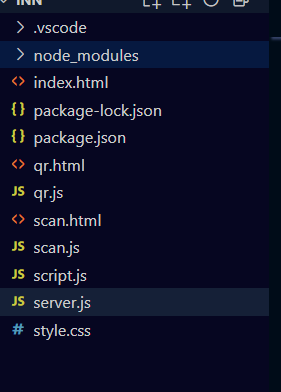 INN
.vscode
node_modules
index.html
{} package-lock.json
{} package.json
qr.html
JS qr.js
scan.html
JS scan.js
JS script.js
JS server.js
# style.css